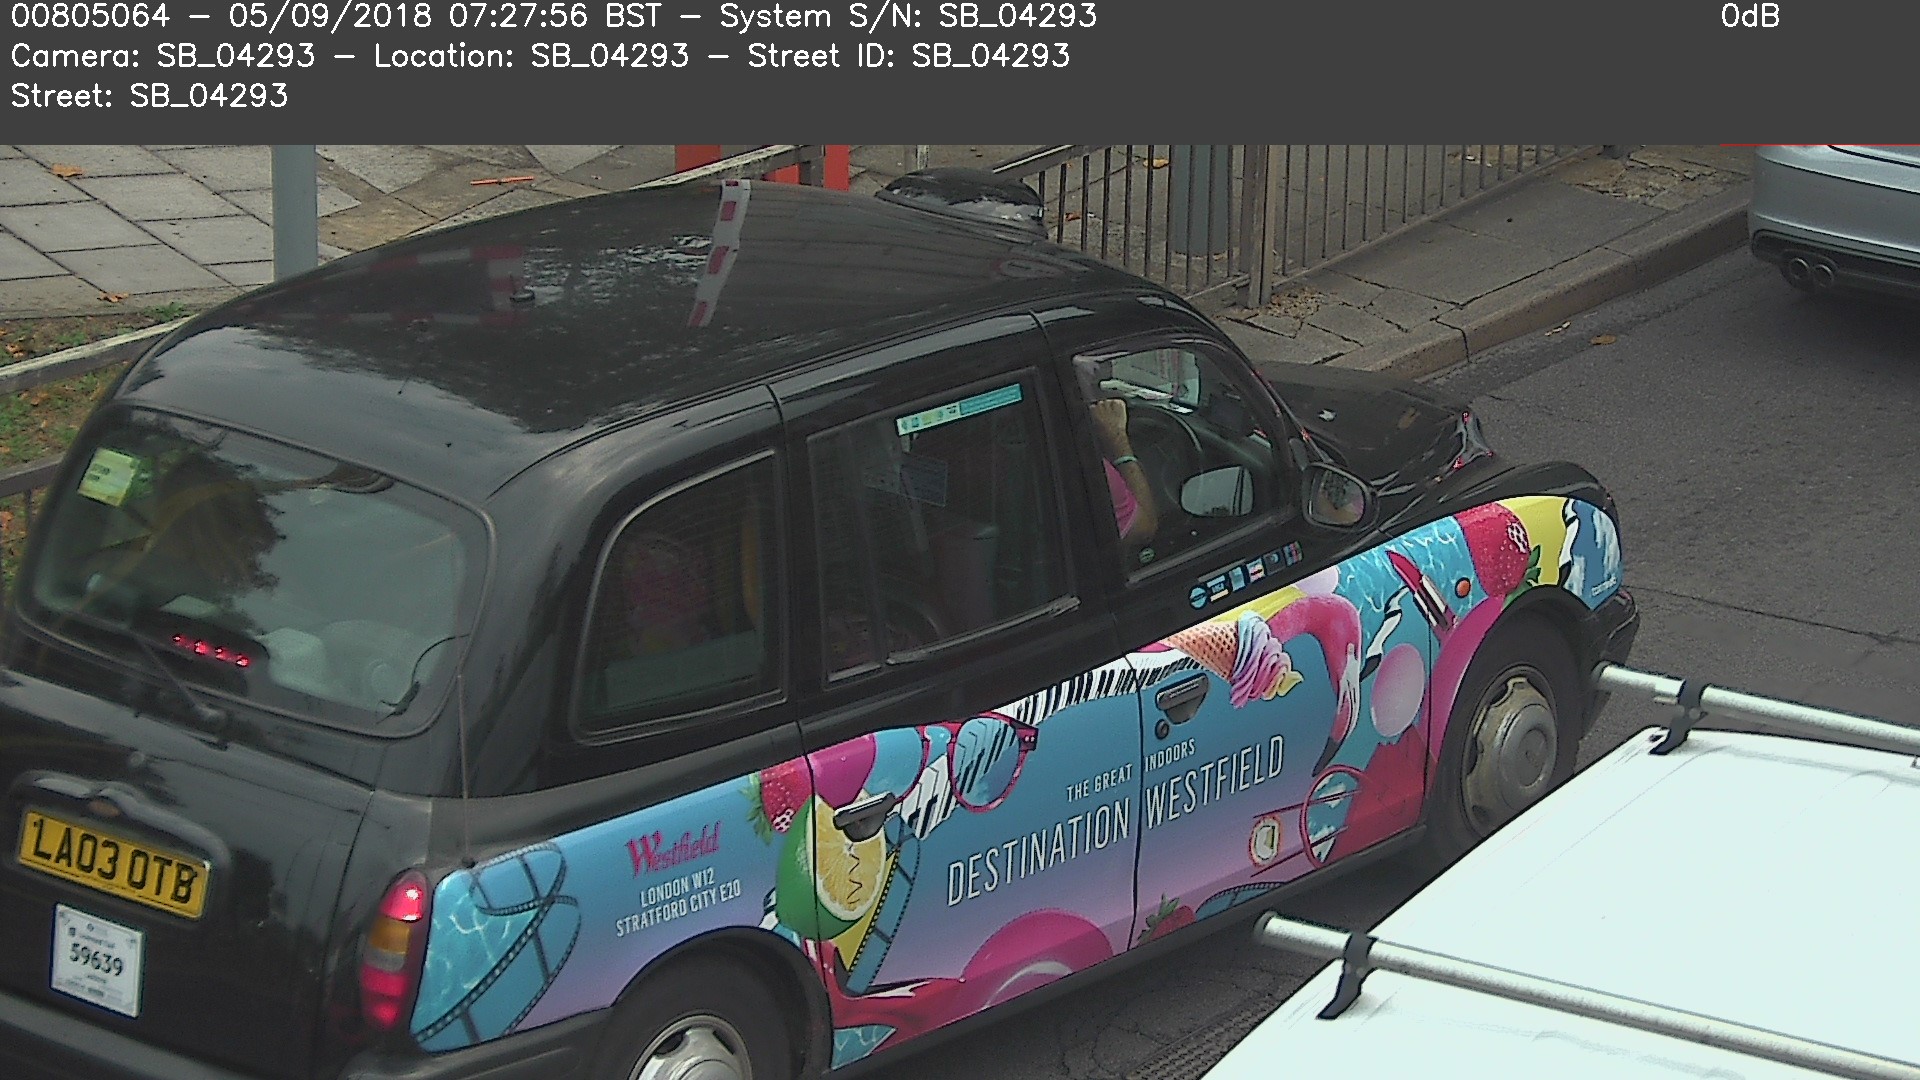 00805064 - 05/09/2018 07:27:56 BST - System S/N: SB_04293
0dB
Camera: SB_04293 - Location: SB_04293 - Street ID: SB_04293
Street: SB_04293
THE GREAT INDOORS
DESTINATION WESTFIELD
Westfield
LONDON W12
STRATFORD CITY E20
LA03 OTB
59639